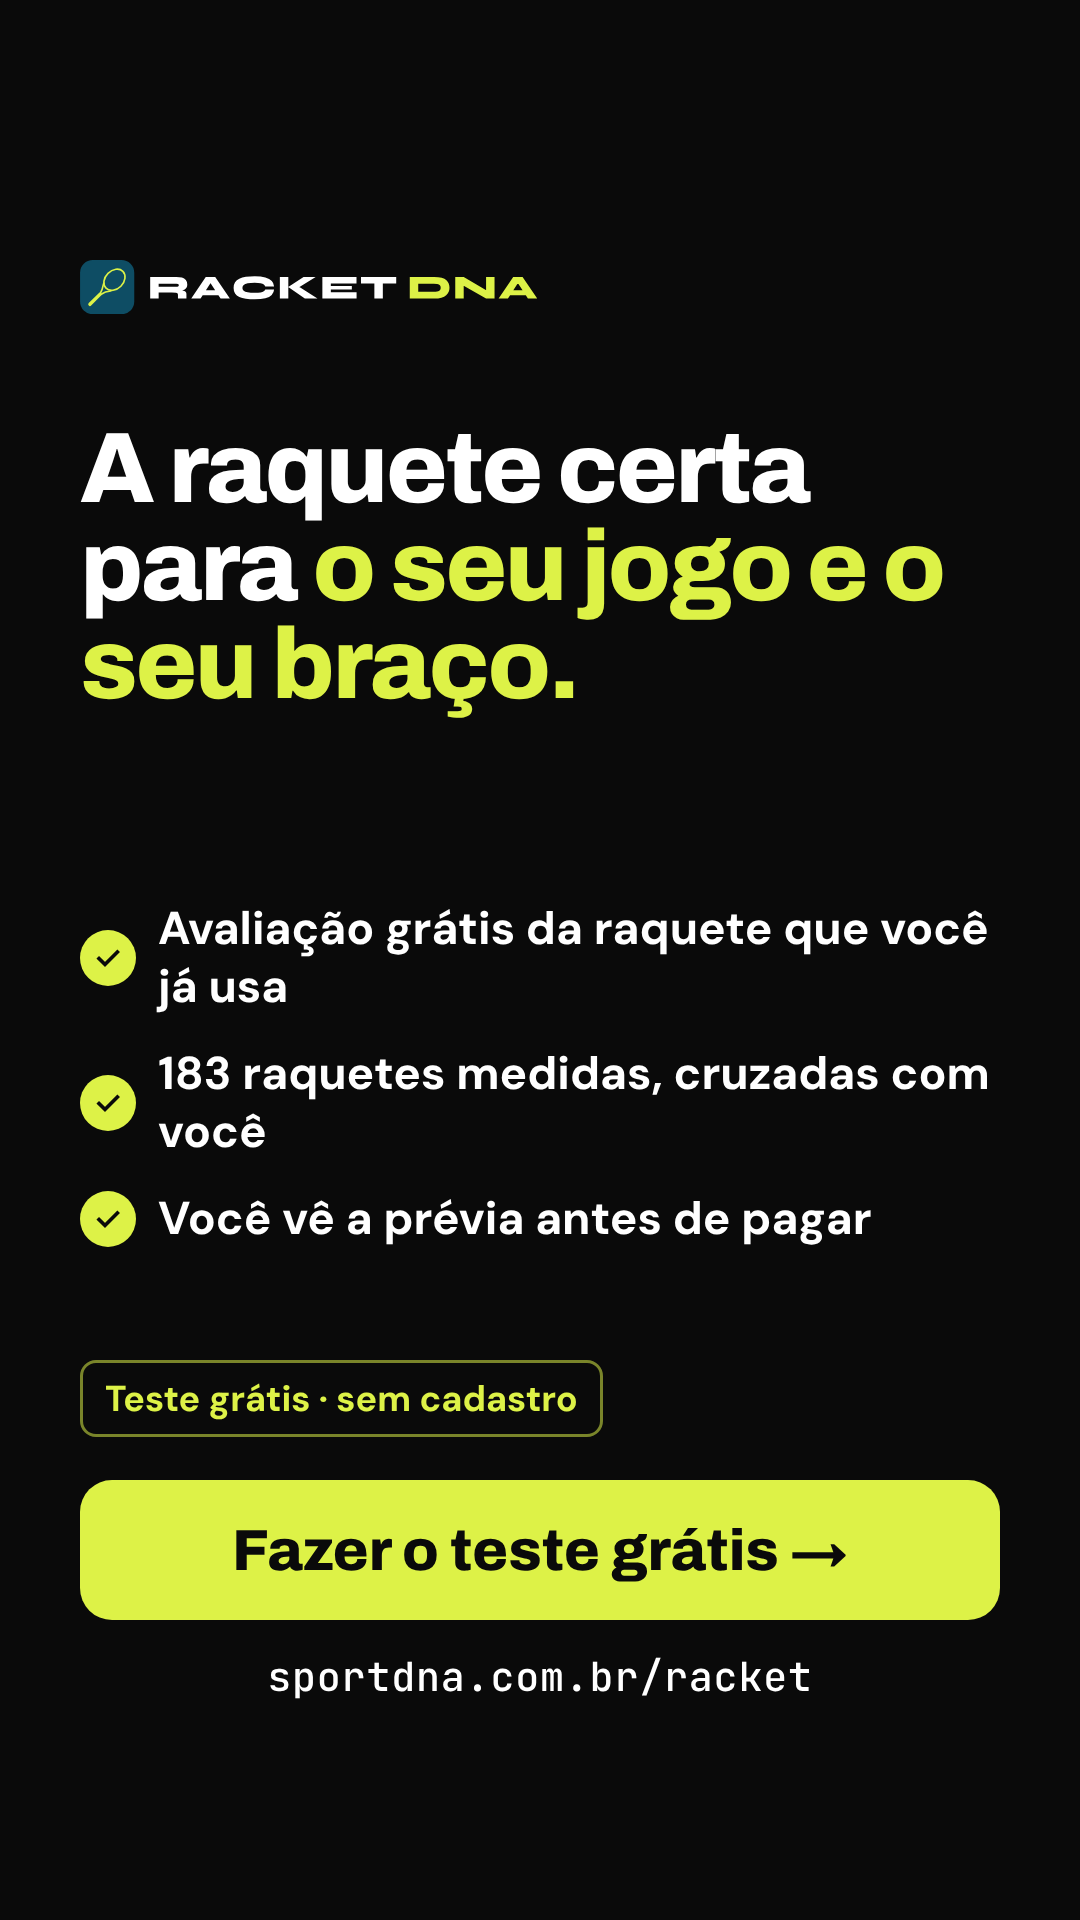 RACKET DNA
A raquete certa
para o seu jogo e o
seu braço.
Avaliação grátis da raquete que você
já usa
183 raquetes medidas, cruzadas com
você
Você vê a prévia antes de pagar
Teste grátis · sem cadastro
Fazer o teste grátis →
sportdna.com.br/racket